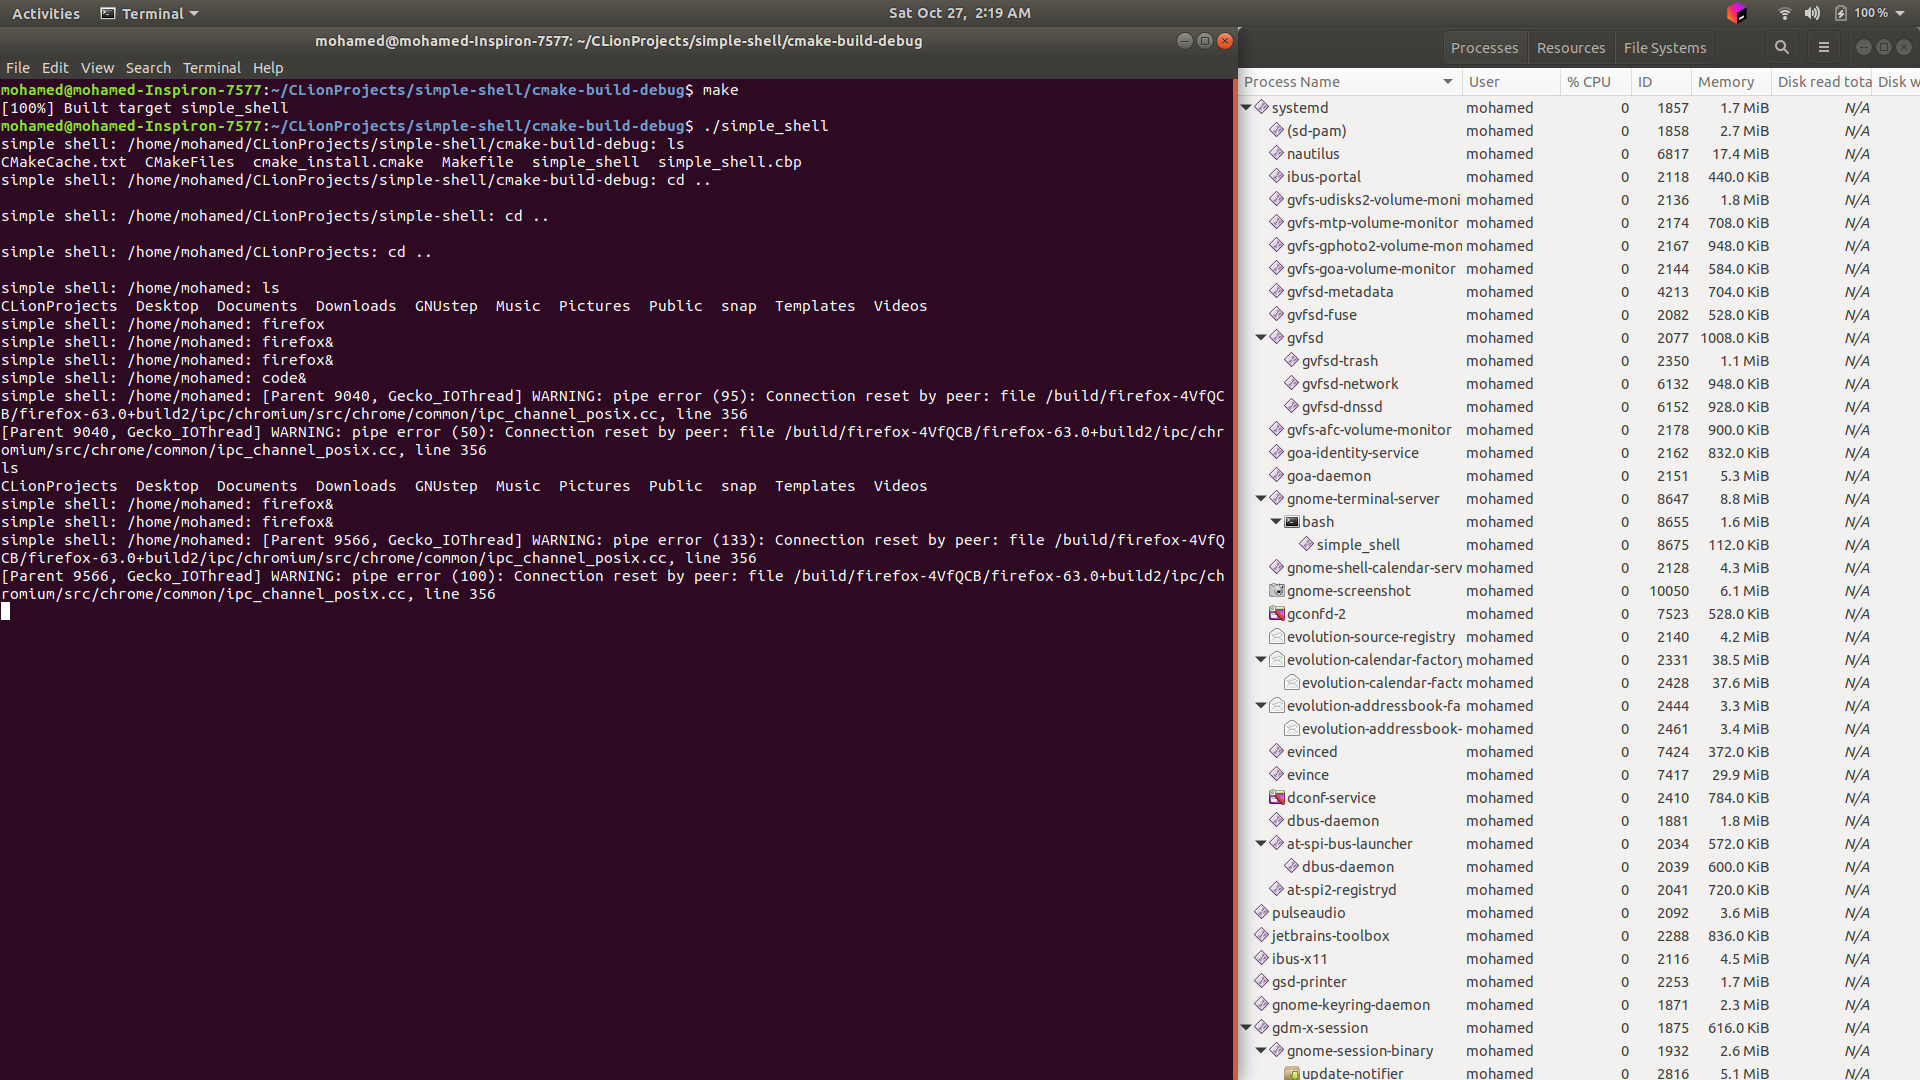 Activities Terminal Sat Oct 27, 2:19 AM 100 %
mohamed@mohamed-Inspiron-7577: ~/CLionProjects/simple-shell/cmake-build-debug
File Edit View Search Terminal Help
mohamed@mohamed-Inspiron-7577:~/CLionProjects/simple-shell/cmake-build-debug$ make
[100%] Built target simple_shell
mohamed@mohamed-Inspiron-7577:~/CLionProjects/simple-shell/cmake-build-debug$ ./simple_shell
simple shell: /home/mohamed/CLionProjects/simple-shell/cmake-build-debug: ls
CMakeCache.txt CMakeFiles cmake_install.cmake Makefile simple_shell simple_shell.cbp
simple shell: /home/mohamed/CLionProjects/simple-shell/cmake-build-debug: cd ..
simple shell: /home/mohamed/CLionProjects/simple-shell: cd ..
simple shell: /home/mohamed/CLionProjects: cd ..
simple shell: /home/mohamed: ls
CLionProjects Desktop Documents Downloads GNUstep Music Pictures Public snap Templates Videos
simple shell: /home/mohamed: firefox
simple shell: /home/mohamed: firefox&
simple shell: /home/mohamed: firefox&
simple shell: /home/mohamed: code&
simple shell: /home/mohamed: [Parent 9040, Gecko_IOThread] WARNING: pipe error (95): Connection reset by peer: file /build/firefox-4VfQC
B/firefox-63.0+build2/ipc/chromium/src/chrome/common/ipc_channel_posix.cc, line 356
[Parent 9040, Gecko_IOThread] WARNING: pipe error (50): Connection reset by peer: file /build/firefox-4VfQCB/firefox-63.0+build2/ipc/chr
omium/src/chrome/common/ipc_channel_posix.cc, line 356
ls
CLionProjects Desktop Documents Downloads GNUstep Music Pictures Public snap Templates Videos
simple shell: /home/mohamed: firefox&
simple shell: /home/mohamed: firefox&
simple shell: /home/mohamed: [Parent 9566, Gecko_IOThread] WARNING: pipe error (133): Connection reset by peer: file /build/firefox-4VfQ
CB/firefox-63.0+build2/ipc/chromium/src/chrome/common/ipc_channel_posix.cc, line 356
[Parent 9566, Gecko_IOThread] WARNING: pipe error (100): Connection reset by peer: file /build/firefox-4VfQCB/firefox-63.0+build2/ipc/ch
romium/src/chrome/common/ipc_channel_posix.cc, line 356
Processes Resources File Systems
Process Name User % CPU ID Memory Disk read tota Disk w
systemd mohamed 0 1857 1.7 MiB N/A
(sd-pam) mohamed 0 1858 2.7 MiB N/A
nautilus mohamed 0 6817 17.4 MiB N/A
ibus-portal mohamed 0 2118 440.0 KiB N/A
gvfs-udisks2-volume-moni mohamed 0 2136 1.8 MiB N/A
gvfs-mtp-volume-monitor mohamed 0 2174 708.0 KiB N/A
gvfs-gphoto2-volume-mon mohamed 0 2167 948.0 KiB N/A
gvfs-goa-volume-monitor mohamed 0 2144 584.0 KiB N/A
gvfsd-metadata mohamed 0 4213 704.0 KiB N/A
gvfsd-fuse mohamed 0 2082 528.0 KiB N/A
gvfsd mohamed 0 2077 1008.0 KiB N/A
gvfsd-trash mohamed 0 2350 1.1 MiB N/A
gvfsd-network mohamed 0 6132 948.0 KiB N/A
gvfsd-dnssd mohamed 0 6152 928.0 KiB N/A
gvfs-afc-volume-monitor mohamed 0 2178 900.0 KiB N/A
goa-identity-service mohamed 0 2162 832.0 KiB N/A
goa-daemon mohamed 0 2151 5.3 MiB N/A
gnome-terminal-server mohamed 0 8647 8.8 MiB N/A
bash mohamed 0 8655 1.6 MiB N/A
simple_shell mohamed 0 8675 112.0 KiB N/A
gnome-shell-calendar-serv mohamed 0 2128 4.3 MiB N/A
gnome-screenshot mohamed 0 10050 6.1 MiB N/A
gconfd-2 mohamed 0 7523 528.0 KiB N/A
evolution-source-registry mohamed 0 2140 4.2 MiB N/A
evolution-calendar-factory mohamed 0 2331 38.5 MiB N/A
evolution-calendar-facto mohamed 0 2428 37.6 MiB N/A
evolution-addressbook-fa mohamed 0 2444 3.3 MiB N/A
evolution-addressbook- mohamed 0 2461 3.4 MiB N/A
evinced mohamed 0 7424 372.0 KiB N/A
evince mohamed 0 7417 29.9 MiB N/A
dconf-service mohamed 0 2410 784.0 KiB N/A
dbus-daemon mohamed 0 1881 1.8 MiB N/A
at-spi-bus-launcher mohamed 0 2034 572.0 KiB N/A
dbus-daemon mohamed 0 2039 600.0 KiB N/A
at-spi2-registryd mohamed 0 2041 720.0 KiB N/A
pulseaudio mohamed 0 2092 3.6 MiB N/A
jetbrains-toolbox mohamed 0 2288 836.0 KiB N/A
ibus-x11 mohamed 0 2116 4.5 MiB N/A
gsd-printer mohamed 0 2253 1.7 MiB N/A
gnome-keyring-daemon mohamed 0 1871 2.3 MiB N/A
gdm-x-session mohamed 0 1875 616.0 KiB N/A
gnome-session-binary mohamed 0 1932 2.6 MiB N/A
update-notifier mohamed 0 2816 5.1 MiB N/A